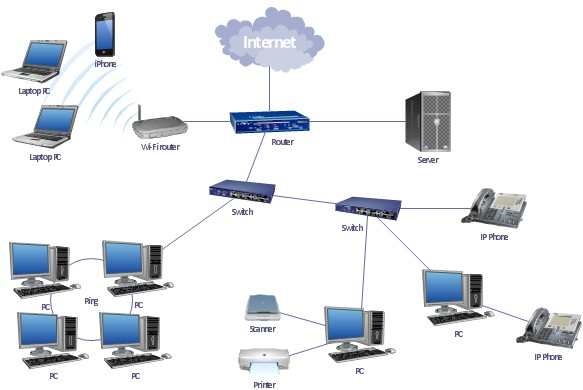 Internet
iPhone
Laptop PC
Laptop PC
Wi-Fi router
Router
Server
Switch
Switch
IP Phone
PC
Ring
PC
PC
PC
Scanner
Printer
PC
PC
IP Phone